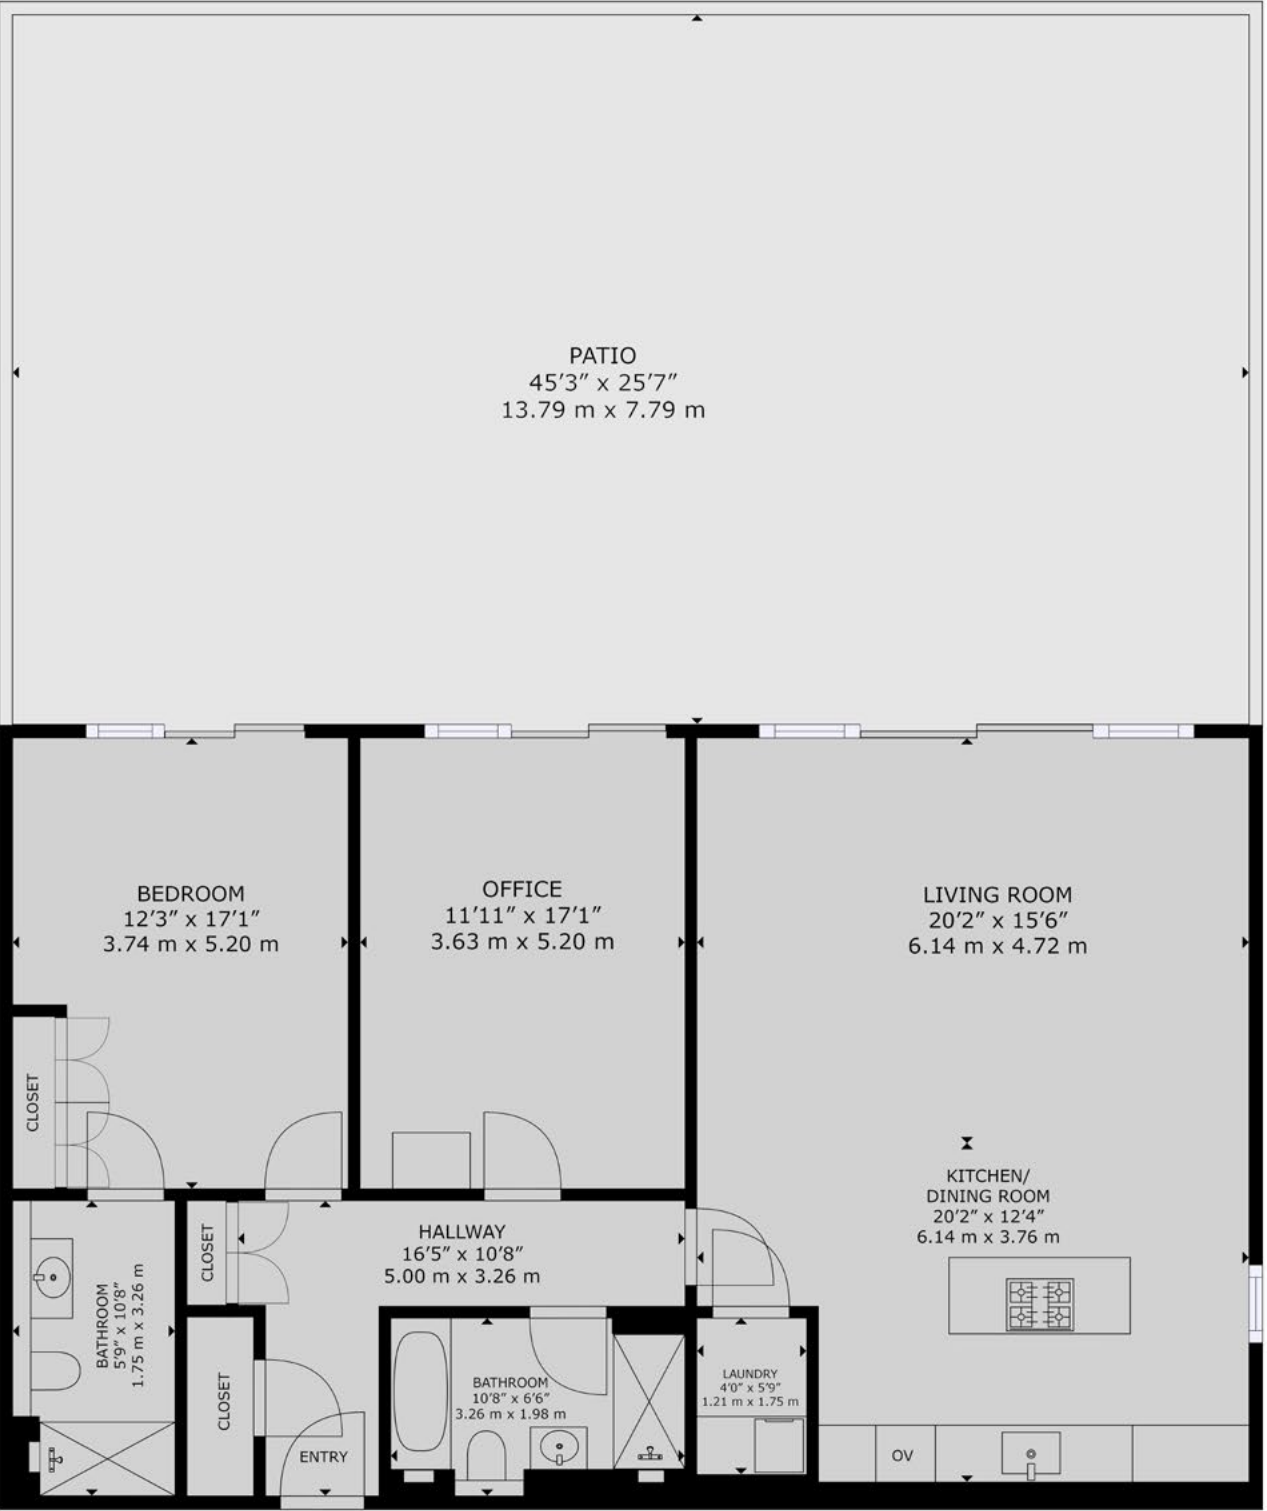 PATIO
45′3″ x 25′7″
13.79 m x 7.79 m
BEDROOM
12′3″ x 17′1″
3.74 m x 5.20 m
OFFICE
11′11″ x 17′1″
3.63 m x 5.20 m
LIVING ROOM
20′2″ x 15′6″
6.14 m x 4.72 m
CLOSET
KITCHEN/
DINING ROOM
20′2″ x 12′4″
6.14 m x 3.76 m
CLOSET
HALLWAY
16′5″ x 10′8″
5.00 m x 3.26 m
BATHROOM
5′9″ x 10′8″
1.75 m x 3.26 m
CLOSET
BATHROOM
10′8″ x 6′6″
3.26 m x 1.98 m
LAUNDRY
4′0″ x 5′9″
1.21 m x 1.75 m
ENTRY
OV